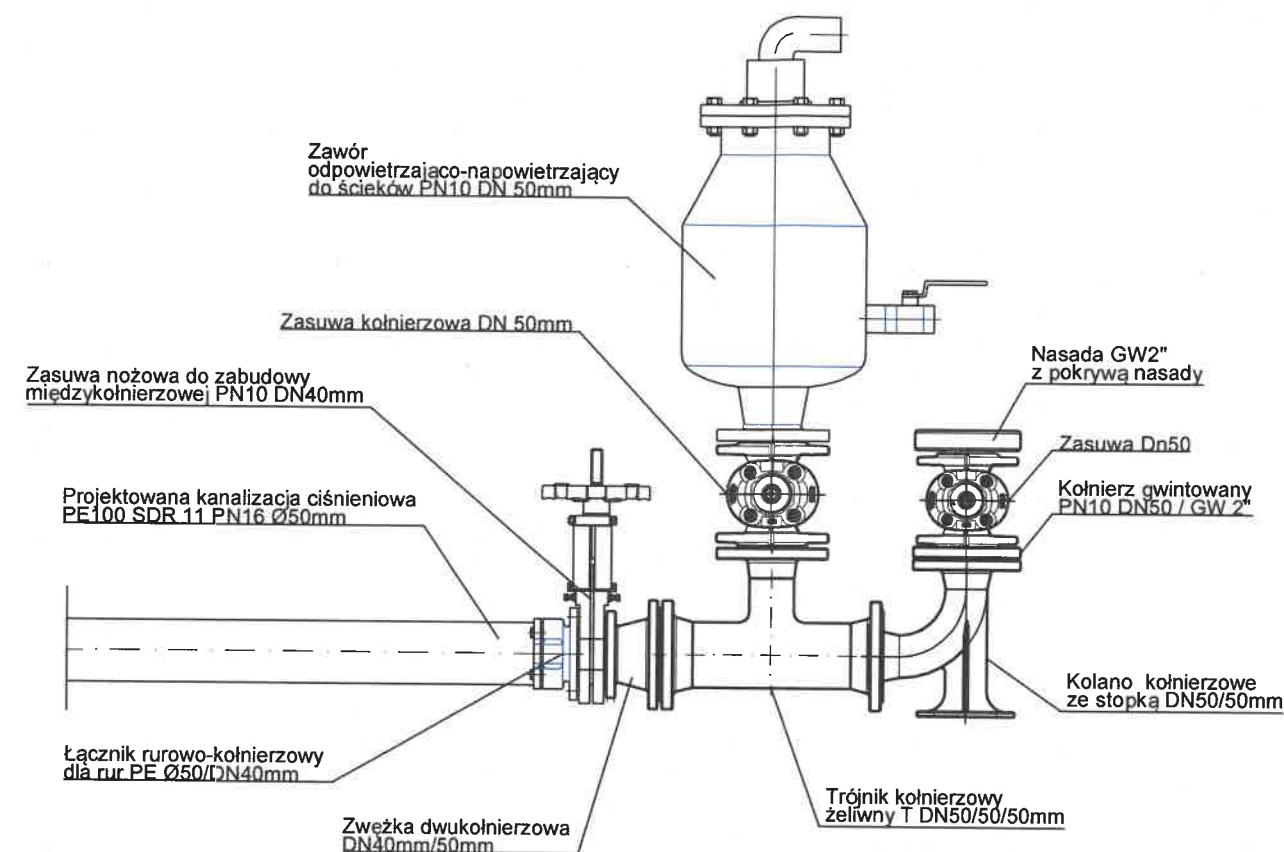 Zawór
odpowietrzająco-napowietrzający
do ścieków PN10 DN 50mm
Zasuwa kołnierzowa DN 50mm
Zasuwa nożowa do zabudowy
międzykołnierzowej PN10 DN40mm
Projektowana kanalizacja ciśnieniowa
PE100 SDR 11 PN16 Ø50mm
Łącznik rurowo-kołnierzowy
dla rur PE Ø50/DN40mm
Zwężka dwukołnierzowa
DN40mm/50mm
Nasada GW2"
z pokrywą nasady
Zasuwa Dn50
Kołnierz gwintowany
PN10 DN50 / GW 2"
Kolano kołnierzowe
ze stopką DN50/50mm
Trójnik kołnierzowy
żeliwny T DN50/50/50mm